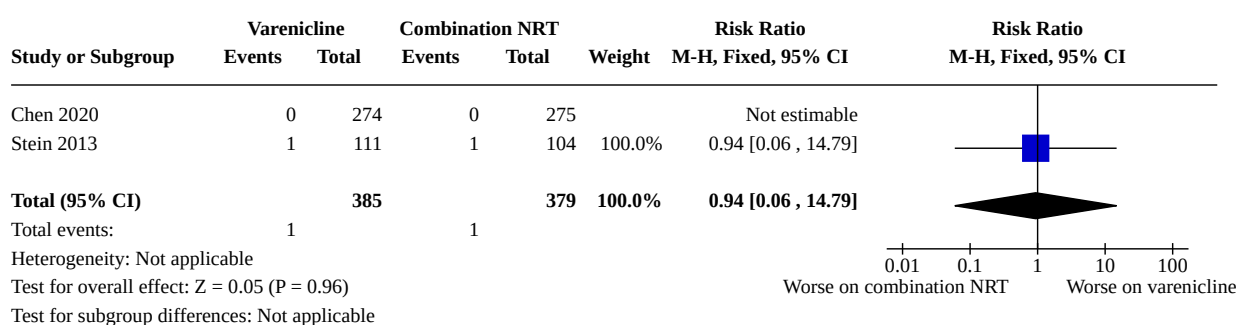 Varenicline Combination NRT Risk Ratio Risk Ratio
Study or Subgroup Events Total Events Total Weight M-H, Fixed, 95% CI M-H, Fixed, 95% CI
Chen 2020 0 274 0 275 Not estimable
Stein 2013 1 111 1 104 100.0% 0.94 [0.06 , 14.79]
Total (95% CI) 385 379 100.0% 0.94 [0.06 , 14.79]
Total events: 1 1
Heterogeneity: Not applicable
0.01 0.1 1 10 100
Test for overall effect: Z = 0.05 (P = 0.96) Worse on combination NRT Worse on varenicline
Test for subgroup differences: Not applicable